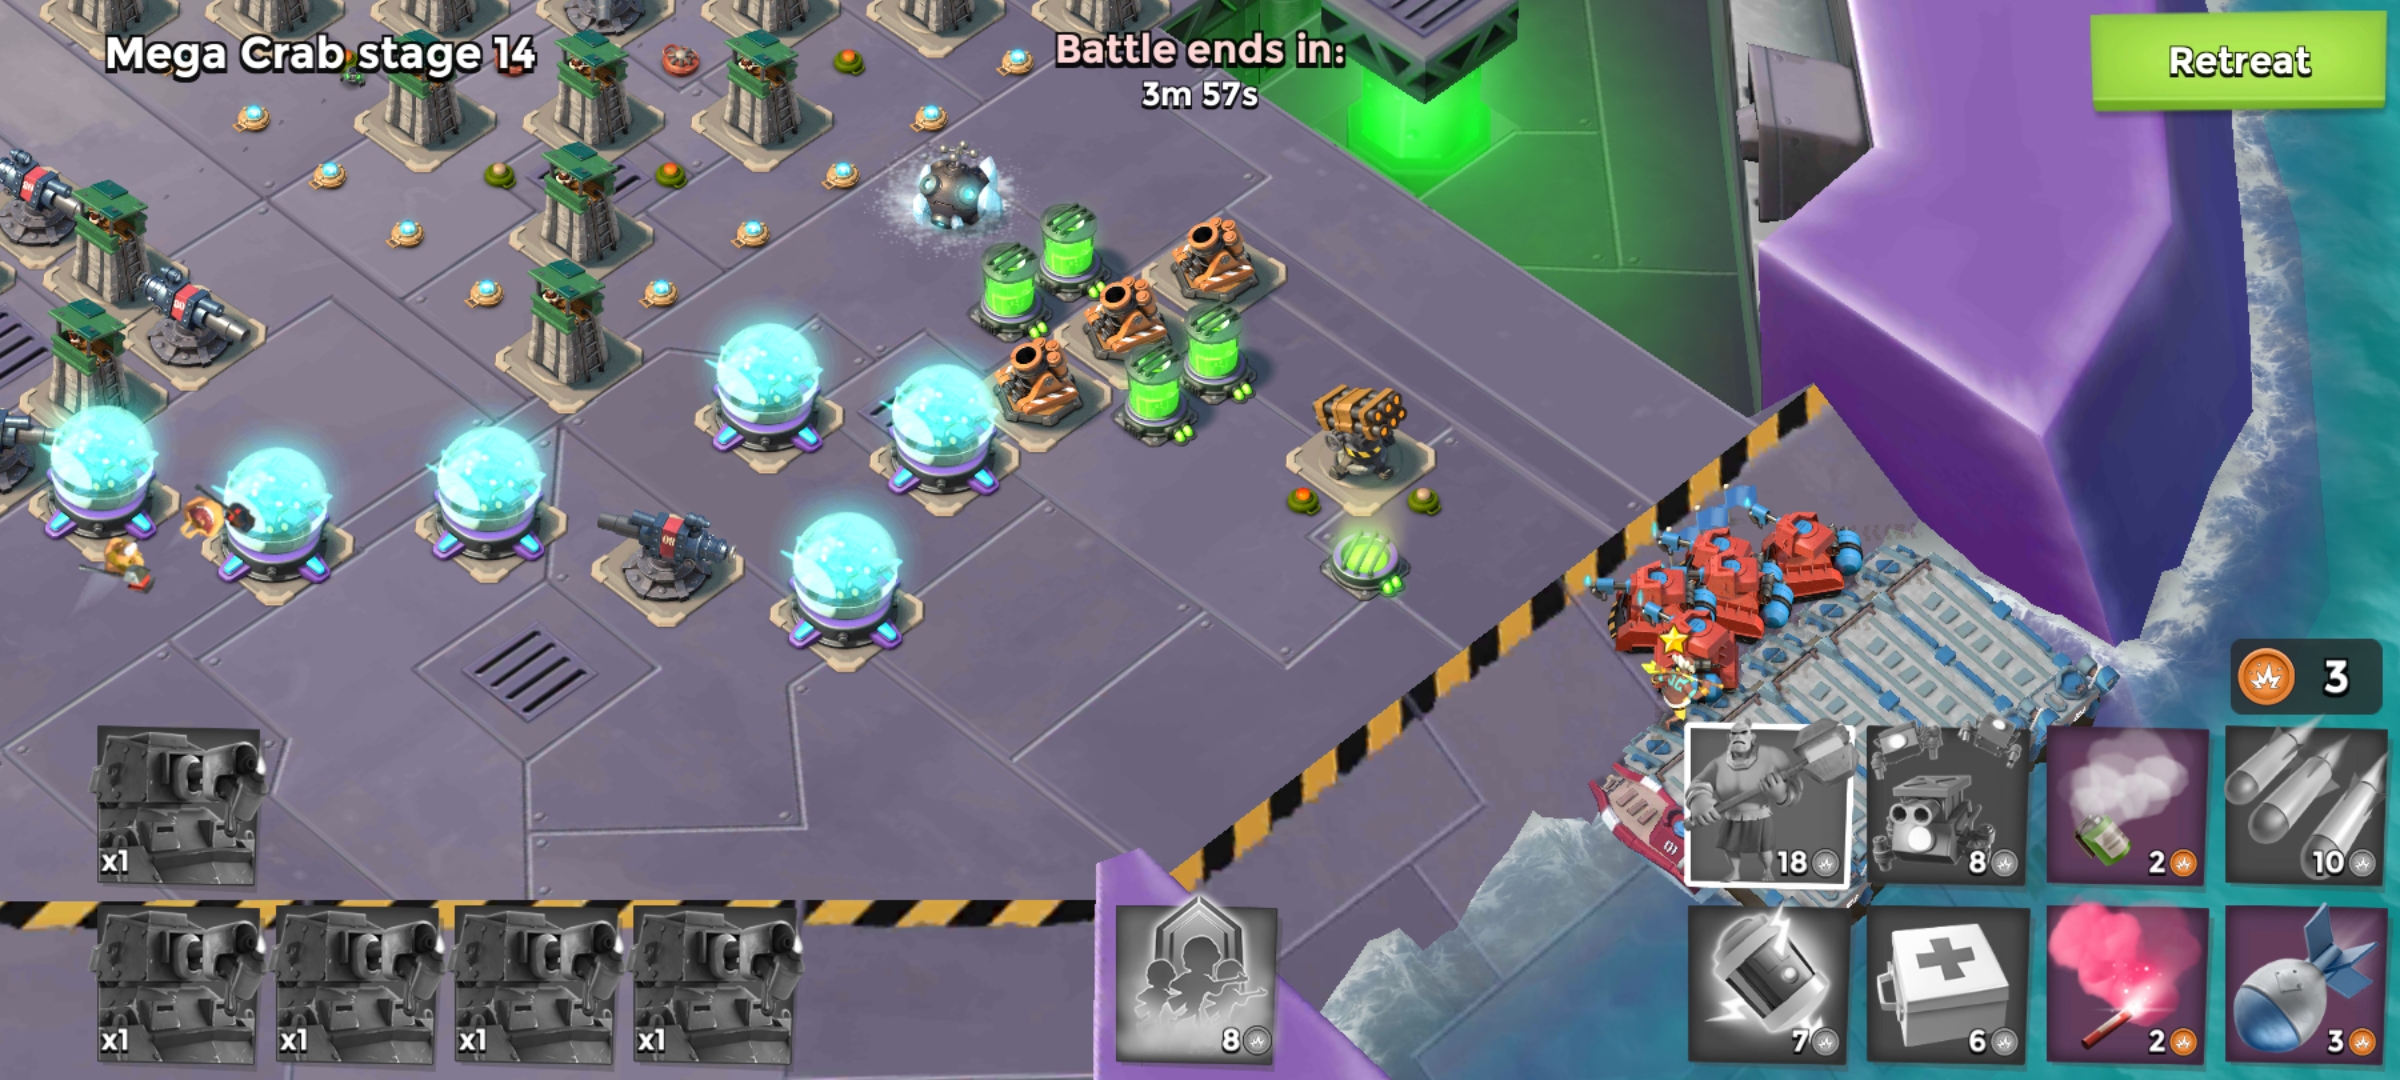 Mega Crab stage 14
Battle ends in:
3m 57s
Retreat
3
x1
18
8
2
10
x1
x1
x1
x1
8
7
6
2
3